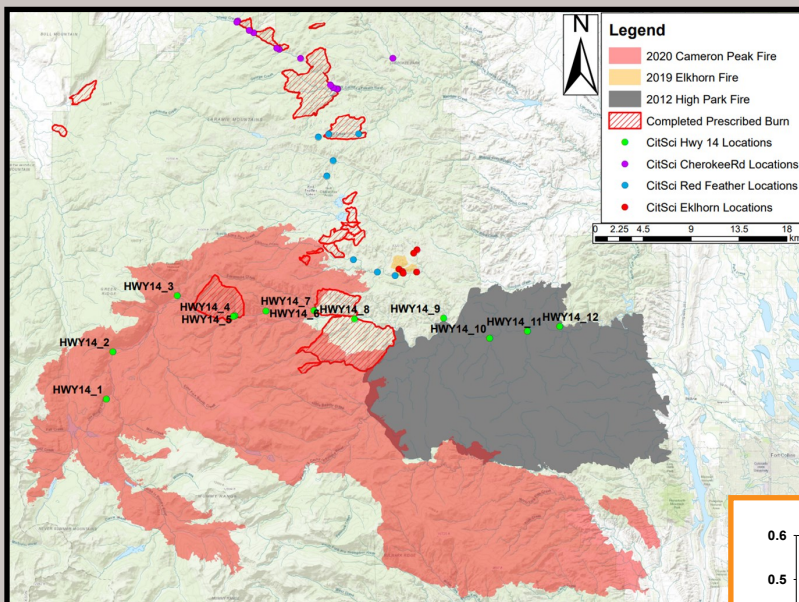 N
Legend
2020 Cameron Peak Fire
2019 Elkhorn Fire
2012 High Park Fire
Completed Prescribed Burn
CitSci Hwy 14 Locations
CitSci CherokeeRd Locations
CitSci Red Feather Locations
CitSci Eklhorn Locations
0 2.25 4.5 9 13.5 18
km
HWY14_3
HWY14_4
HWY14_5
HWY14_7
HWY14_6
HWY14_8
HWY14_9
HWY14_10
HWY14_11
HWY14_12
HWY14_2
HWY14_1
0.6
0.5